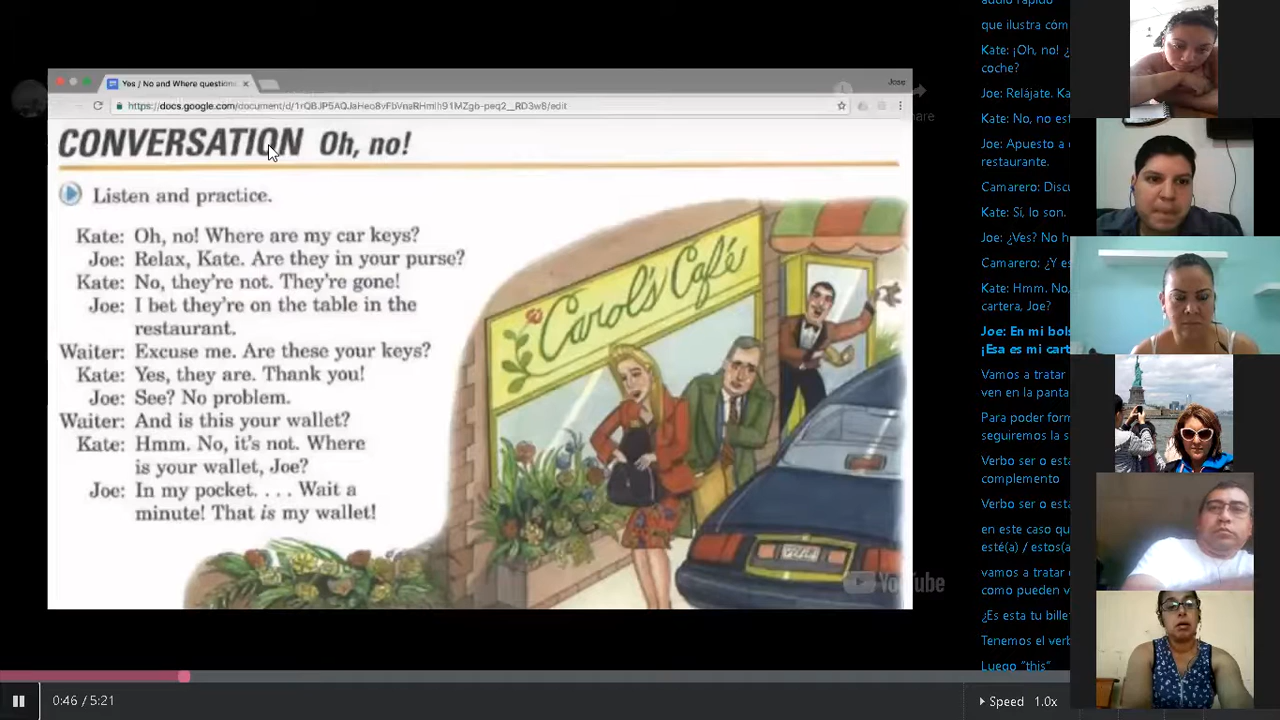 Yes / No and Where questions
Jose
https://docs.google.com/document/d/1rQBJP5AQJaHeo8vFbVnaRHmIh91MZgb-peq2__RD3w8/edit
CONVERSATION Oh, no!
Listen and practice.
Kate: Oh, no! Where are my car keys?
Joe: Relax, Kate. Are they in your purse?
Kate: No, they're not. They're gone!
Joe: I bet they're on the table in the
restaurant.
Waiter: Excuse me. Are these your keys?
Kate: Yes, they are. Thank you!
Joe: See? No problem.
Waiter: And is this your wallet?
Kate: Hmm. No, it's not. Where
is your wallet, Joe?
Joe: In my pocket. . . . Wait a
minute! That is my wallet!
Carol's Café
YouTube
0:46 / 5:21
Speed 1.0x
audio rápido
que ilustra cóm
Kate: ¡Oh, no! ¿
coche?
Joe: Relájate. Ka
Kate: No, no est
Joe: Apuesto a
restaurante.
Camarero: Discu
Kate: Sí, lo son.
Joe: ¿Ves? No h
Camarero: ¿Y es
Kate: Hmm. No,
cartera, Joe?
Joe: En mi bols
¡Esa es mi cart
Vamos a tratar
ven en la panta
Para poder form
seguiremos la s
Verbo ser o esta
complemento
Verbo ser o esta
en este caso qu
esté(a) / estos(a
vamos a tratar
como pueden v
¿Es esta tu bille
Tenemos el verb
Luego "this"